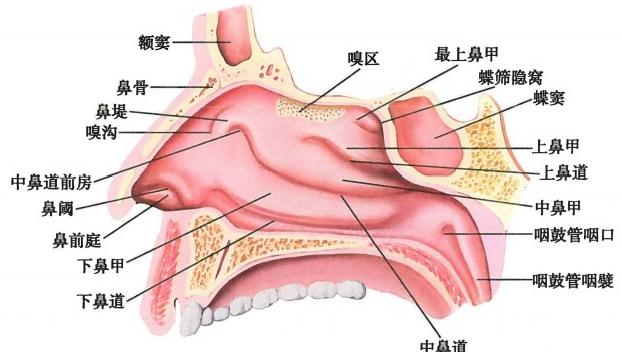 额窦
嗅区
最上鼻甲
蝶筛隐窝
蝶窦
鼻骨
鼻堤
嗅沟
上鼻甲
上鼻道
中鼻道前房
鼻阈
中鼻甲
鼻前庭
咽鼓管咽口
下鼻甲
咽鼓管咽襞
下鼻道
中鼻道